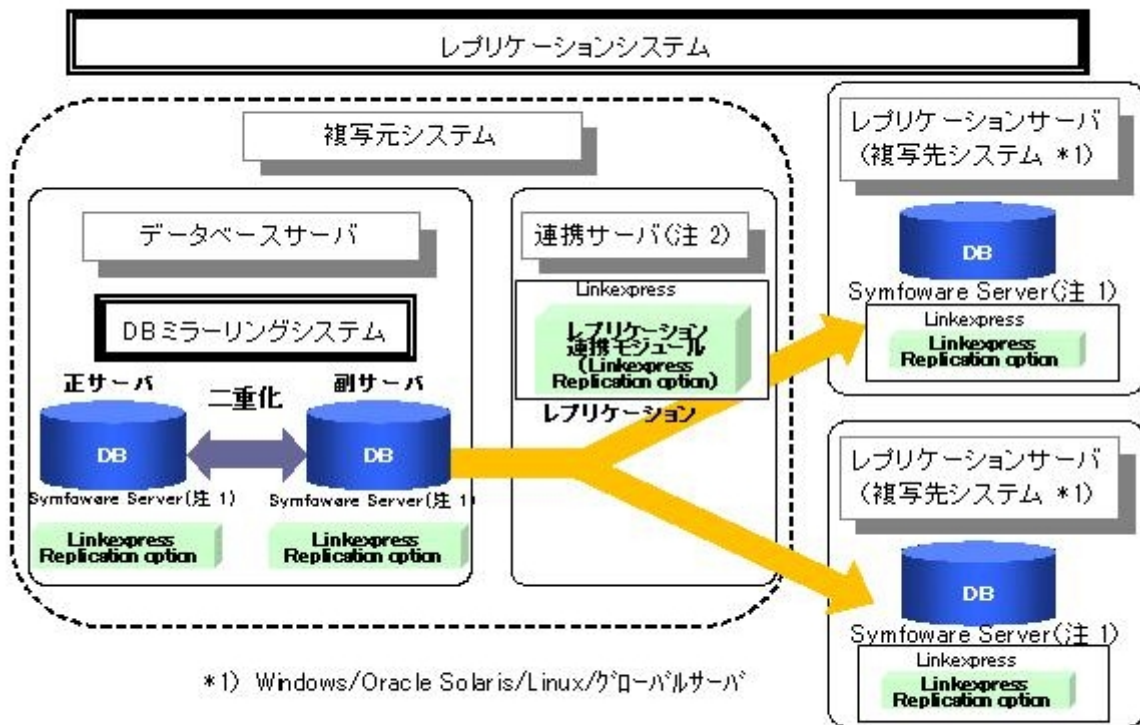 レプリケーションシステム
複写元システム
データベースサーバ
DBミラーリングシステム
正サーバ
二重化
副サーバ
DB
DB
Symfoware Server(注 1)
Symfoware Server(注 1)
Linkexpress
Replication option
Linkexpress
Replication option
連携サーバ(注 2)
Linkexpress
レプリケーション
連携モジュール
(Linkexpress
Replication option)
レプリケーション
レプリケーションサーバ
(複写先システム *1)
DB
Symfoware Server(注 1)
Linkexpress
Linkexpress
Replication option
レプリケーションサーバ
(複写先システム *1)
DB
Symfoware Server(注 1)
Linkexpress
Linkexpress
Replication option
*1) Windows/Oracle Solaris/Linux/グローバルサーバ